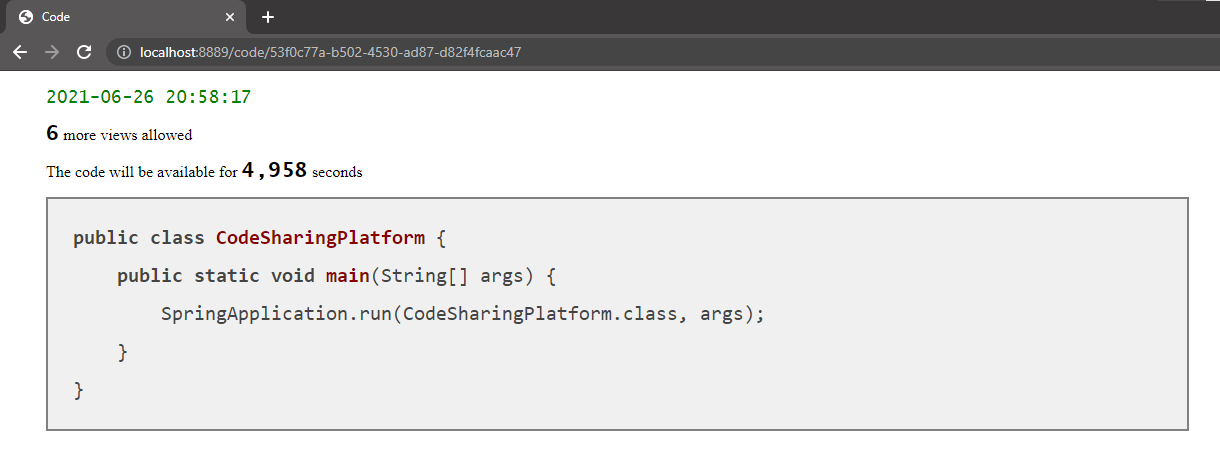 Code
localhost:8889/code/53f0c77a-b502-4530-ad87-d82f4fcaac47
2021-06-26 20:58:17
6 more views allowed
The code will be available for 4,958 seconds
public class CodeSharingPlatform {
    public static void main(String[] args) {
        SpringApplication.run(CodeSharingPlatform.class, args);
    }
}